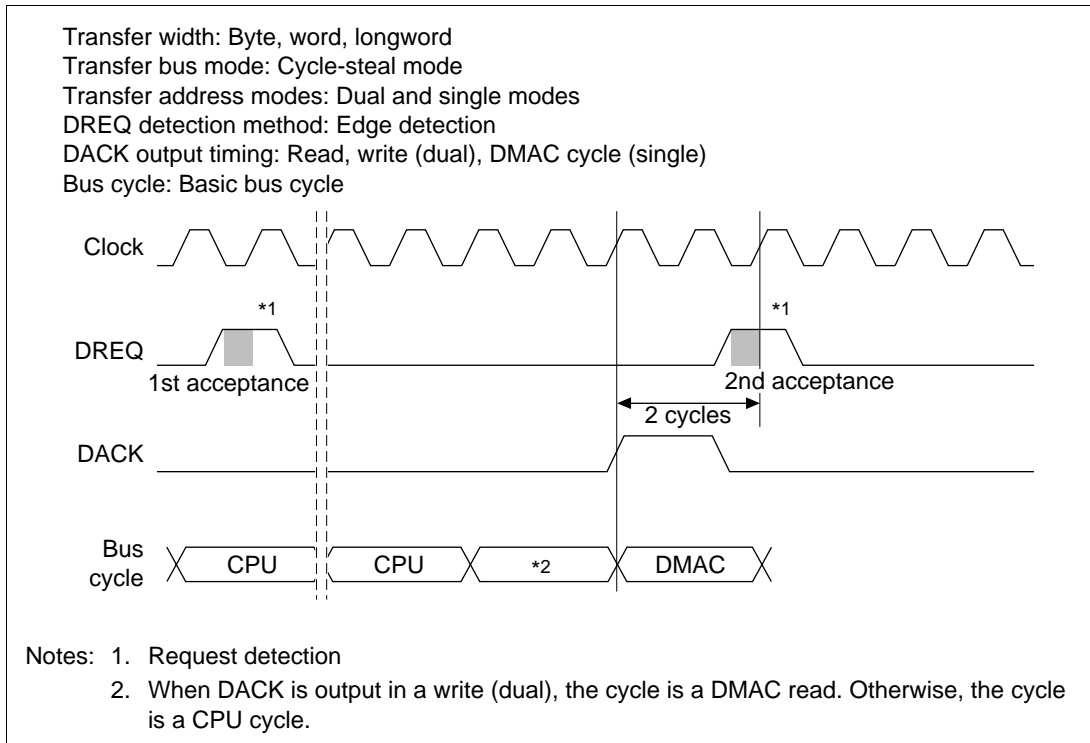 Transfer width: Byte, word, longword
Transfer bus mode: Cycle-steal mode
Transfer address modes: Dual and single modes
DREQ detection method: Edge detection
DACK output timing: Read, write (dual), DMAC cycle (single)
Bus cycle: Basic bus cycle
Clock
*1 *1
DREQ
1st acceptance 2nd acceptance
2 cycles
DACK
Bus
cycle
CPU CPU *2 DMAC
Notes: 1. Request detection
2. When DACK is output in a write (dual), the cycle is a DMAC read. Otherwise, the cycle
is a CPU cycle.